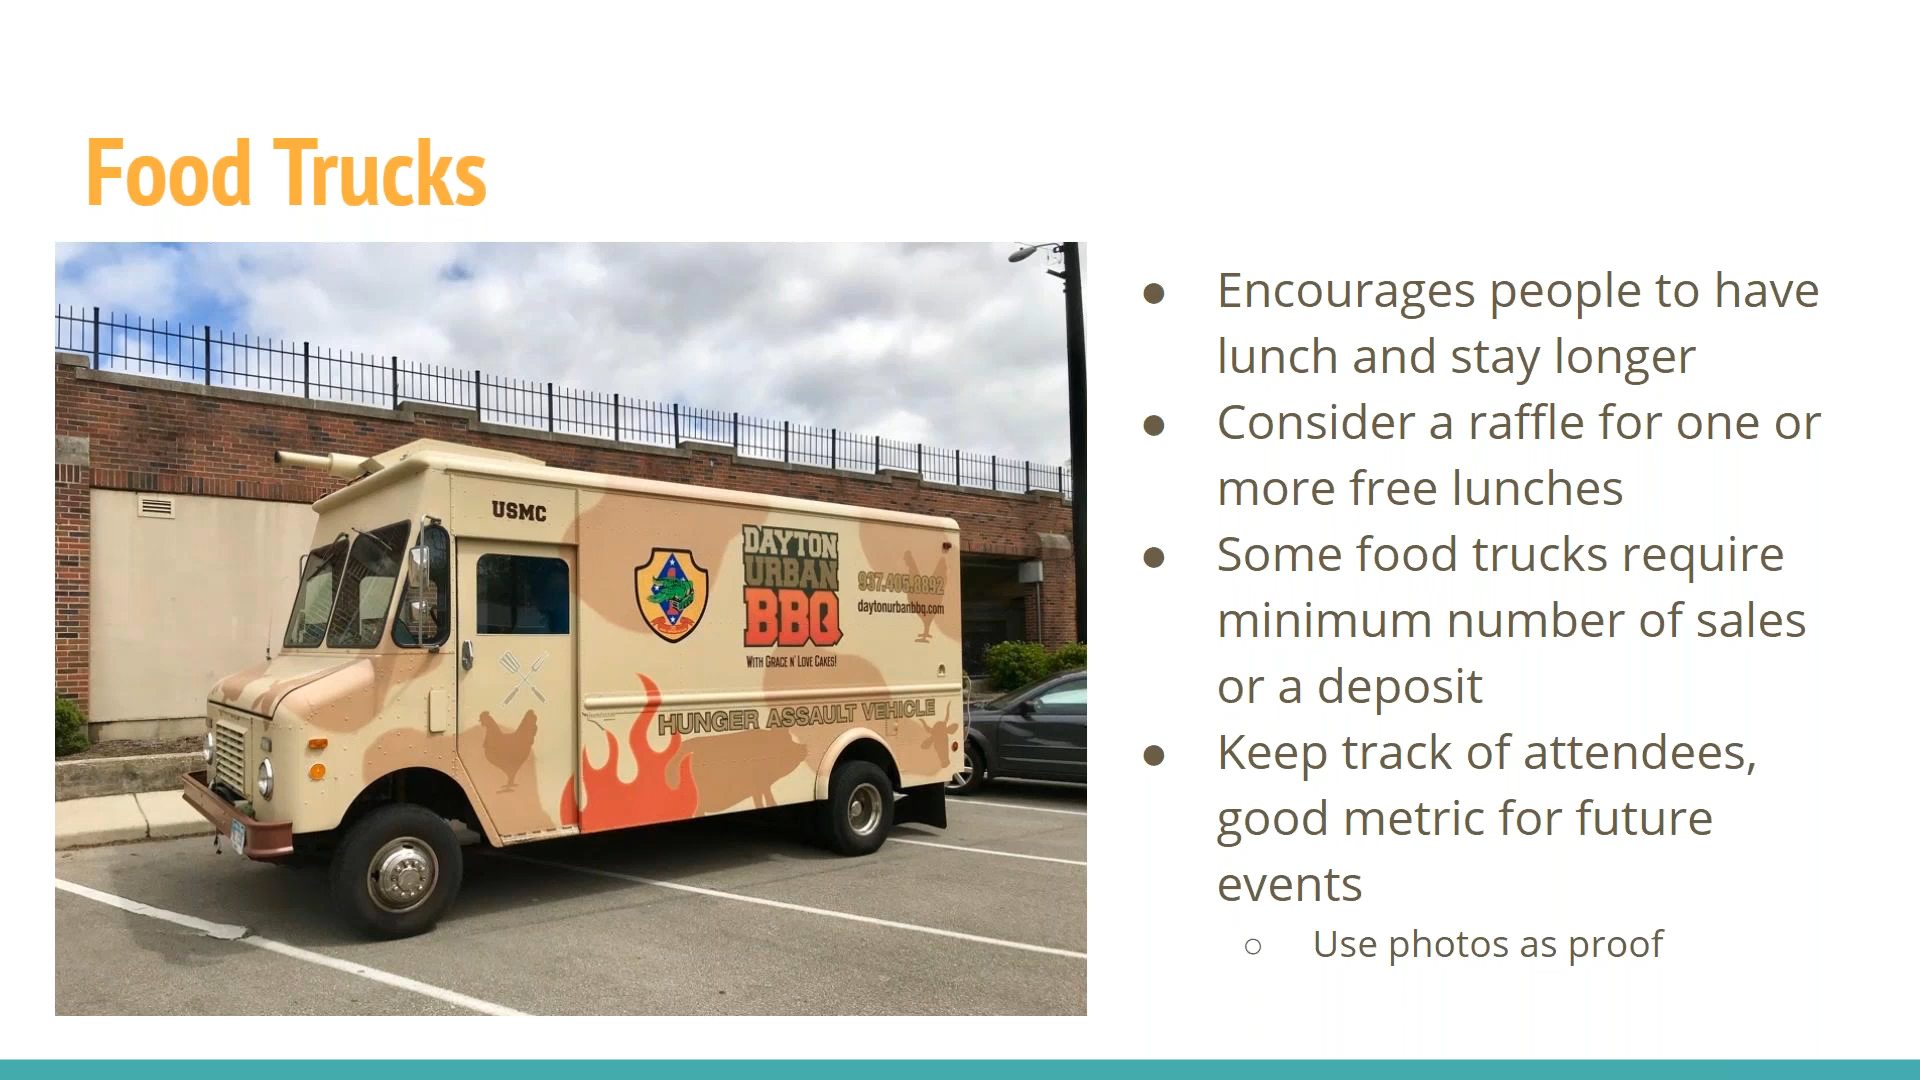 Food Trucks
USMC
DAYTON
URBAN
BBQ
WITH GRACE N' LOVE CAKES!
937.405.8892
daytonurbanbbq.com
HUNGER ASSAULT VEHICLE
● Encourages people to have
lunch and stay longer
● Consider a raffle for one or
more free lunches
● Some food trucks require
minimum number of sales
or a deposit
● Keep track of attendees,
good metric for future
events
○ Use photos as proof